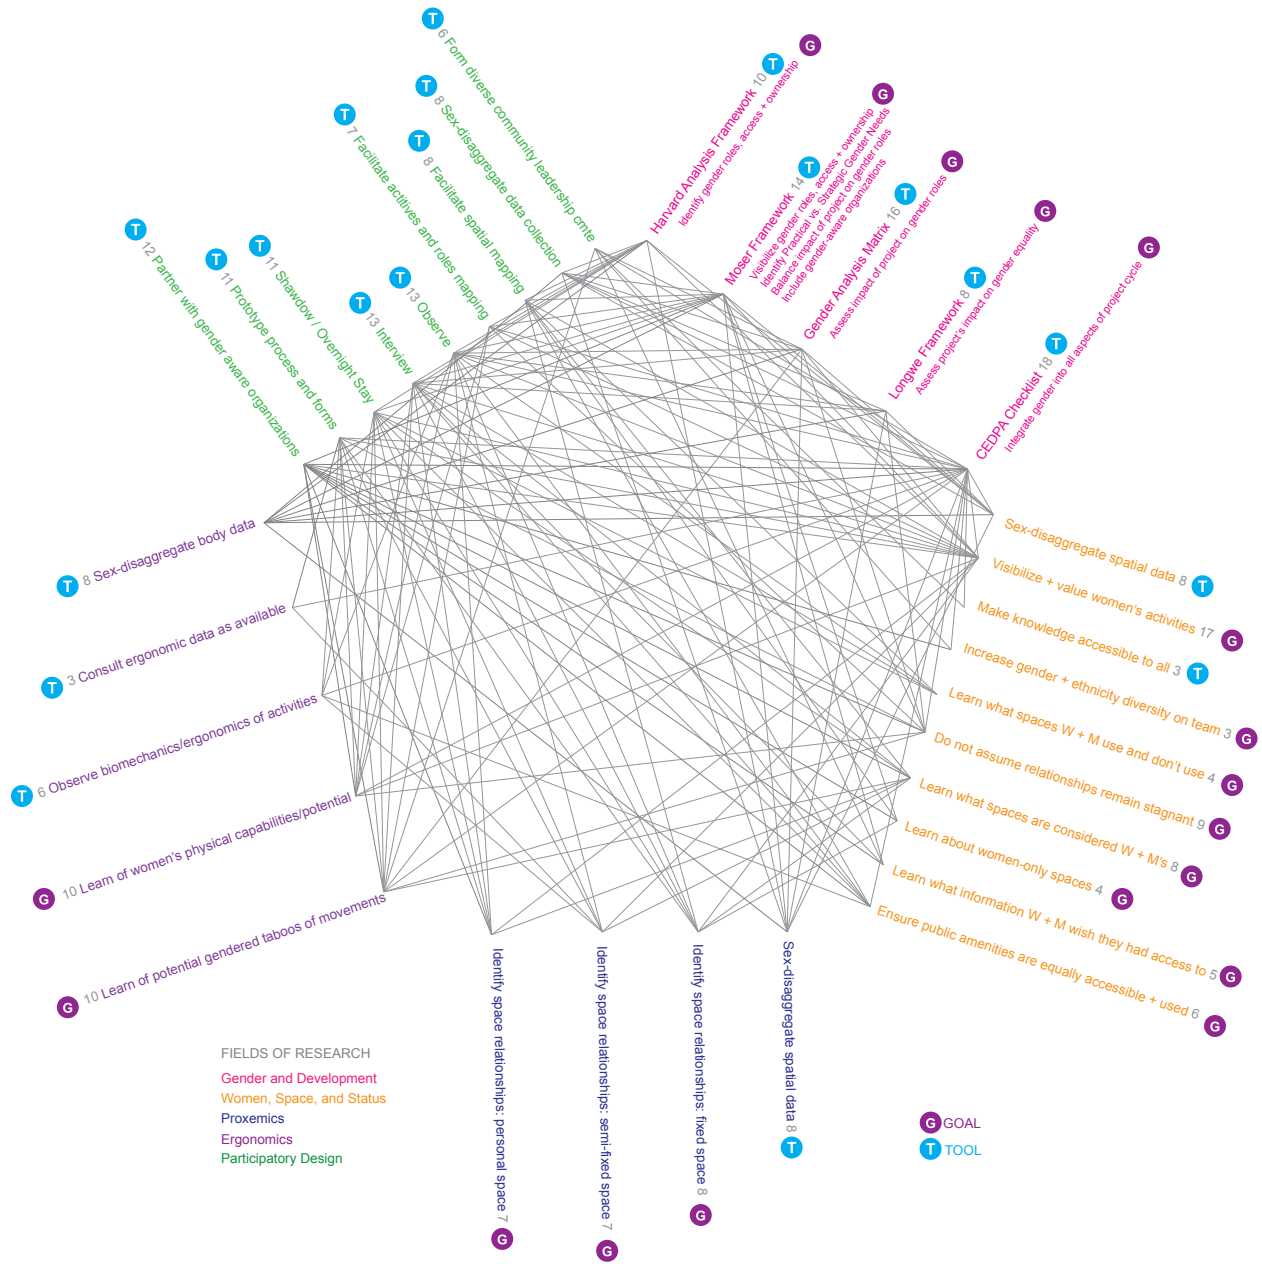 T
6 Form diverse community leadership cmte
T
8 Sex-disaggregate data collection
T
8 Facilitate spatial mapping
T
7 Facilitate actitives and roles mapping
T
13 Observe
T
13 Interview
T
11 Shawdow / Overnight Stay
T
11 Prototype process and forms
T
12 Partner with gender aware organizations
Harvard Analysis Framework 10 T
Identify gender roles, access + ownership
G
Moser Framework 14 T
Visibilize gender rotes, access + ownership
Identify Practical vs. Strategic Gender Needs
Balance impact of project on gender roles
Include gender-aware organizations
G
Gender Analysis Matrix 16 T
Assess impact of project on gender roles
G
Longwe Framework 8 T
Assess project's impact on gender equality
G
CEDPA Checklist 18 T
Integrate gender into all aspects of project cycle
G
Sex-disaggregate spatial data 8 T
Visibilize + value women's activities 17 G
Make knowledge accessible to all 3 T
Increase gender + ethnicity diversity on team 3 G
Learn what spaces W + M use and don't use 4 G
Do not assume relationships remain stagnant 9 G
Learn what spaces are considered W + M's 8 G
Learn about women-only spaces 4 G
Learn what information W + M wish they had access to 5 G
Ensure public amenities are equally accessible + used 6 G
Sex-disaggregate spatial data 8 T
Identify space relationships: fixed space 8 G
Identify space relationships: semi-fixed space 7 G
Identify space relationships: personal space 7 G
T 8 Sex-disaggregate body data
T 3 Consult ergonomic data as available
T 6 Observe biomechanics/ergonomics of activities
G 10 Learn of women's physical capabilities/potential
G 10 Learn of potential gendered taboos of movements
FIELDS OF RESEARCH
Gender and Development
Women, Space, and Status
Proxemics
Ergonomics
Participatory Design
G GOAL
T TOOL